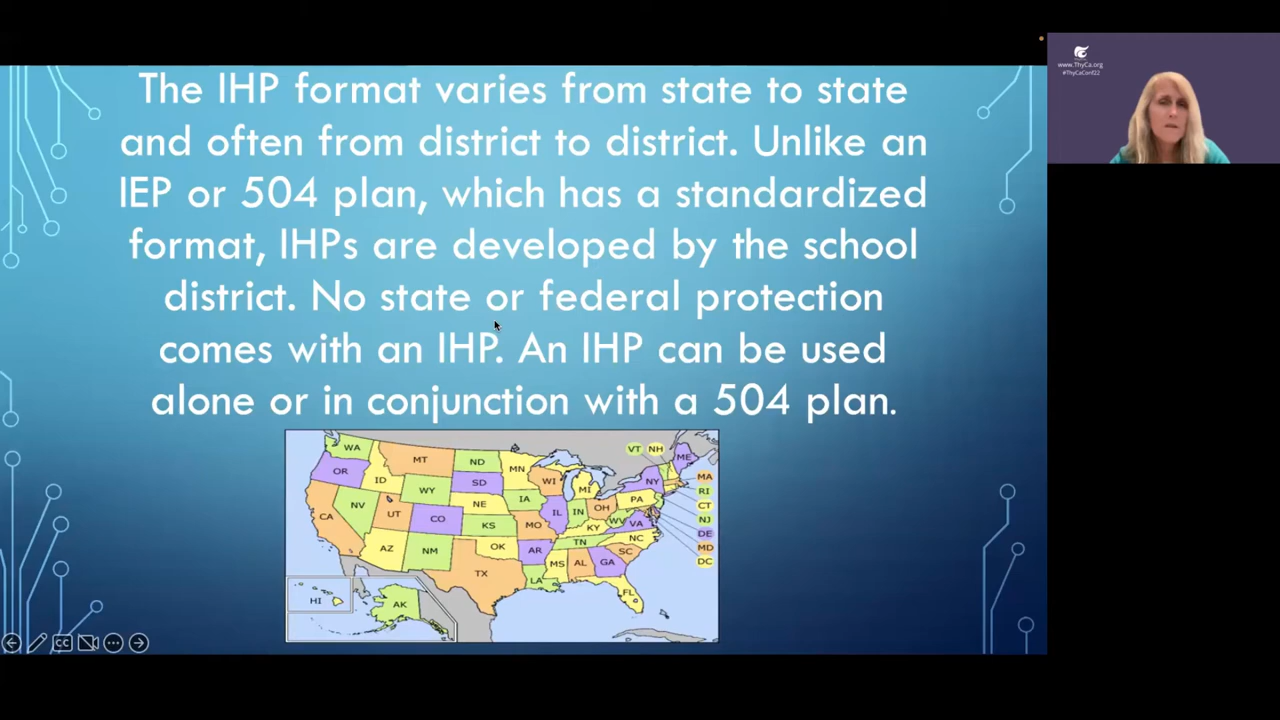 The IHP format varies from state to state
and often from district to district. Unlike an
IEP or 504 plan, which has a standardized
format, IHPs are developed by the school
district. No state or federal protection
comes with an IHP. An IHP can be used
alone or in conjunction with a 504 plan.
www.ThyCa.org
#ThyCaConf22
WA
MT
ND
MN
VT
NH
ME
OR
ID
SD
WI
MI
NY
MA
WY
RI
NV
NE
IA
PA
CT
CA
UT
CO
KS
MO
IL
IN
OH
WV
VA
NJ
KY
DE
AZ
NM
OK
AR
TN
NC
MD
SC
DC
TX
MS
AL
GA
LA
FL
HI
AK
CC